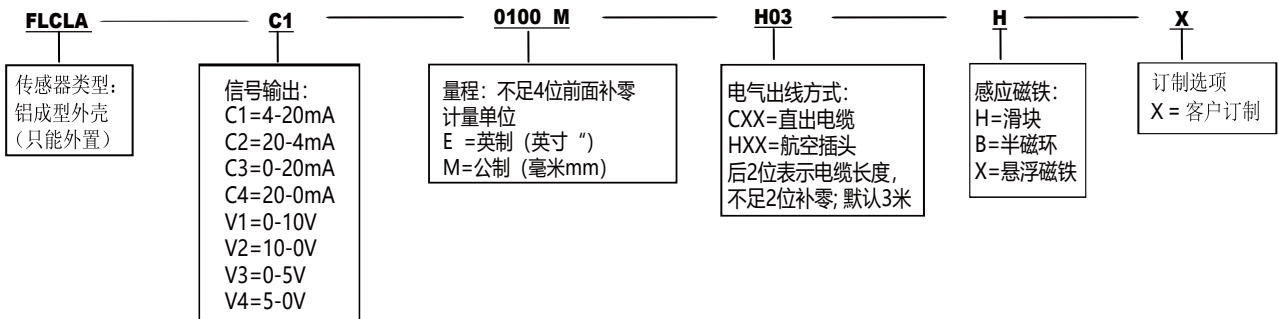 FLCLA C1 0100 M H03 H X
传感器类型:
铝成型外壳
(只能外置)
信号输出:
C1=4-20mA
C2=20-4mA
C3=0-20mA
C4=20-0mA
V1=0-10V
V2=10-0V
V3=0-5V
V4=5-0V
量程: 不足4位前面补零
计量单位
E =英制 (英寸 “)
M=公制 (毫米mm)
电气出线方式:
CXX=直出电缆
HXX=航空插头
后2位表示电缆长度,
不足2位补零; 默认3米
感应磁铁:
H=滑块
B=半磁环
X=悬浮磁铁
订制选项
X = 客户订制